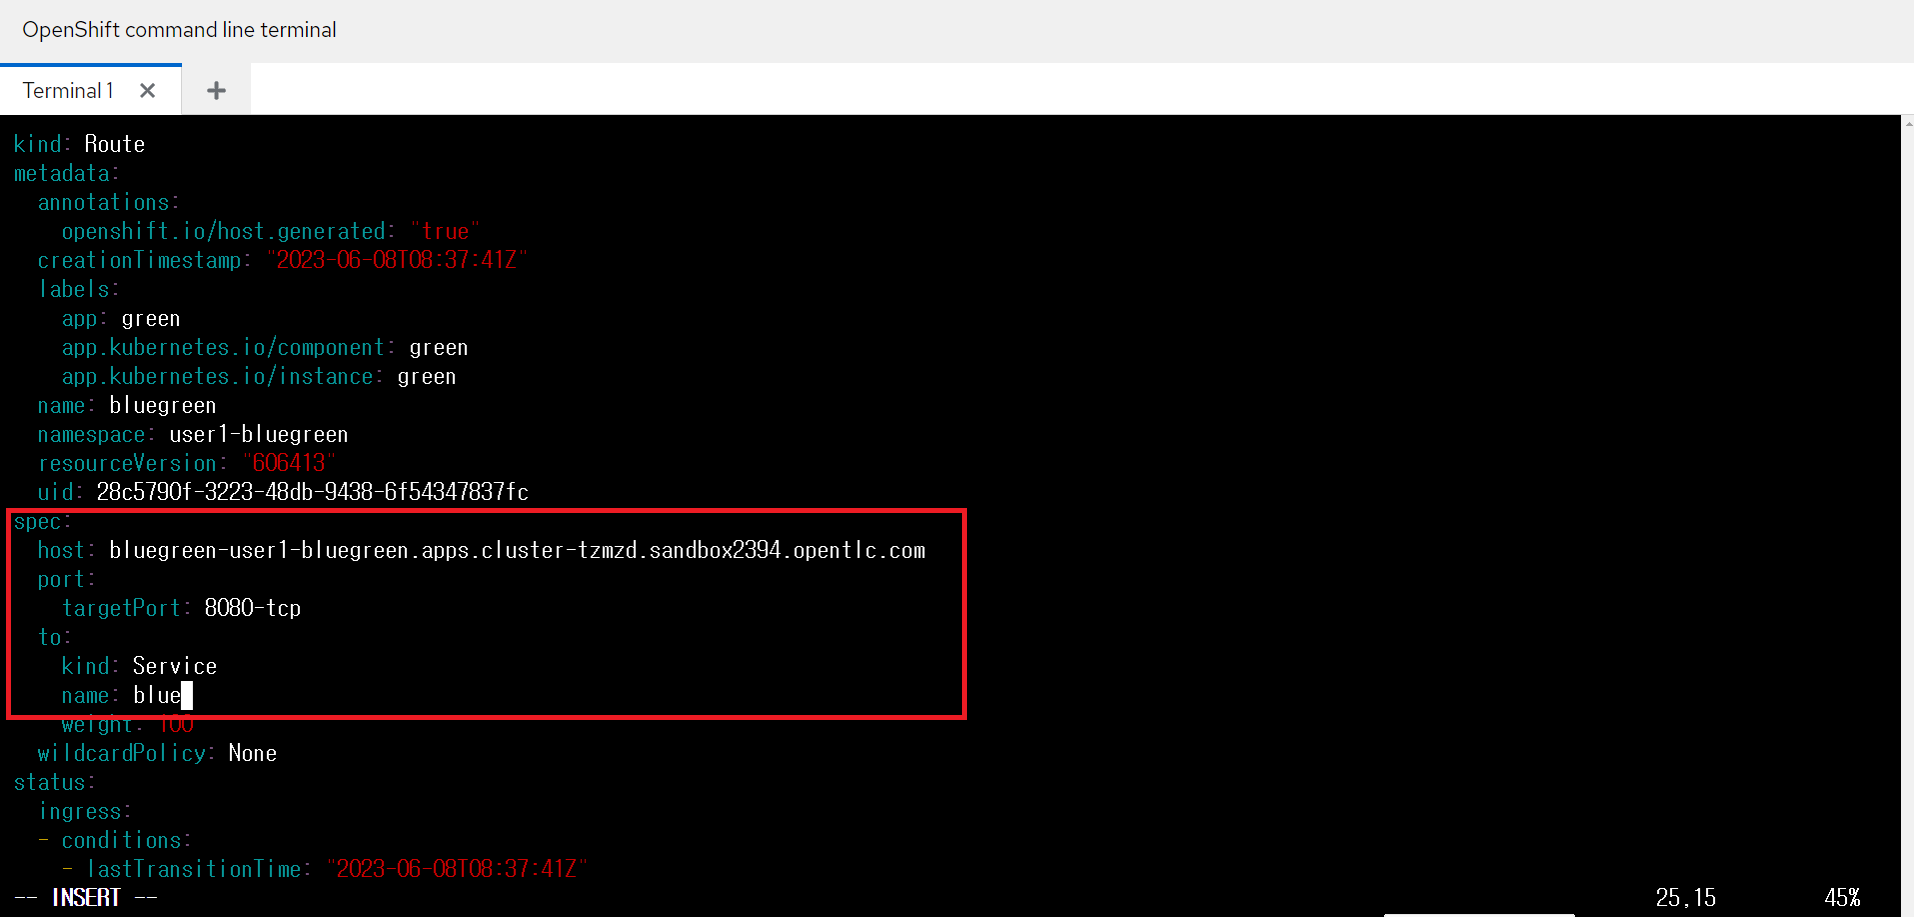 OpenShift command line terminal
Terminal 1
kind: Route
metadata:
  annotations:
    openshift.io/host.generated: "true"
  creationTimestamp: "2023-06-08T08:37:41Z"
  labels:
    app: green
    app.kubernetes.io/component: green
    app.kubernetes.io/instance: green
  name: bluegreen
  namespace: user1-bluegreen
  resourceVersion: "606413"
  uid: 28c5790f-3223-48db-9438-6f54347837fc
spec:
  host: bluegreen-user1-bluegreen.apps.cluster-tzmzd.sandbox2394.opentlc.com
  port:
    targetPort: 8080-tcp
  to:
    kind: Service
    name: blue
    weight: 100
  wildcardPolicy: None
status:
  ingress:
  - conditions:
    - lastTransitionTime: "2023-06-08T08:37:41Z"
-- INSERT -- 25,15 45%